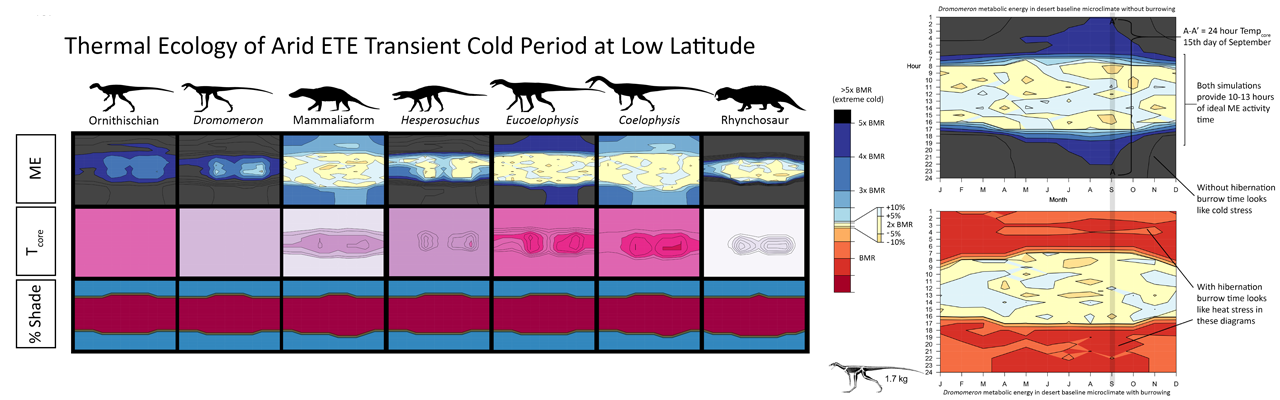 Thermal Ecology of Arid ETE Transient Cold Period at Low Latitude
Ornithischian
Dromomeron
Mammaliaform
Hesperosuchus
Eucoelophysis
Coelophysis
Rhynchosaur
ME
Tcore
% Shade
>5x BMR
(extreme cold)
5x BMR
4x BMR
3x BMR
+10%
+5%
2x BMR
-5%
-10%
BMR
1.7 kg
Dromomeron metabolic energy in desert baseline microclimate without burrowing
Hour
1
2
3
4
5
6
7
8
9
10
11
12
13
14
15
16
17
18
19
20
21
22
23
24
A
A'
J F M A M J J A S O N D
Month
1
2
3
4
5
6
7
8
9
10
11
12
13
14
15
16
17
18
19
20
21
22
23
24
J F M A M J J A S O N D
Dromomeron metabolic energy in desert baseline microclimate with burrowing
A-A' = 24 hour Tempcore
15th day of September
Both simulations
provide 10-13 hours
of ideal ME activity
time
Without hibernation
burrow time looks
like cold stress
With hibernation
burrow time looks
like heat stress in
these diagrams